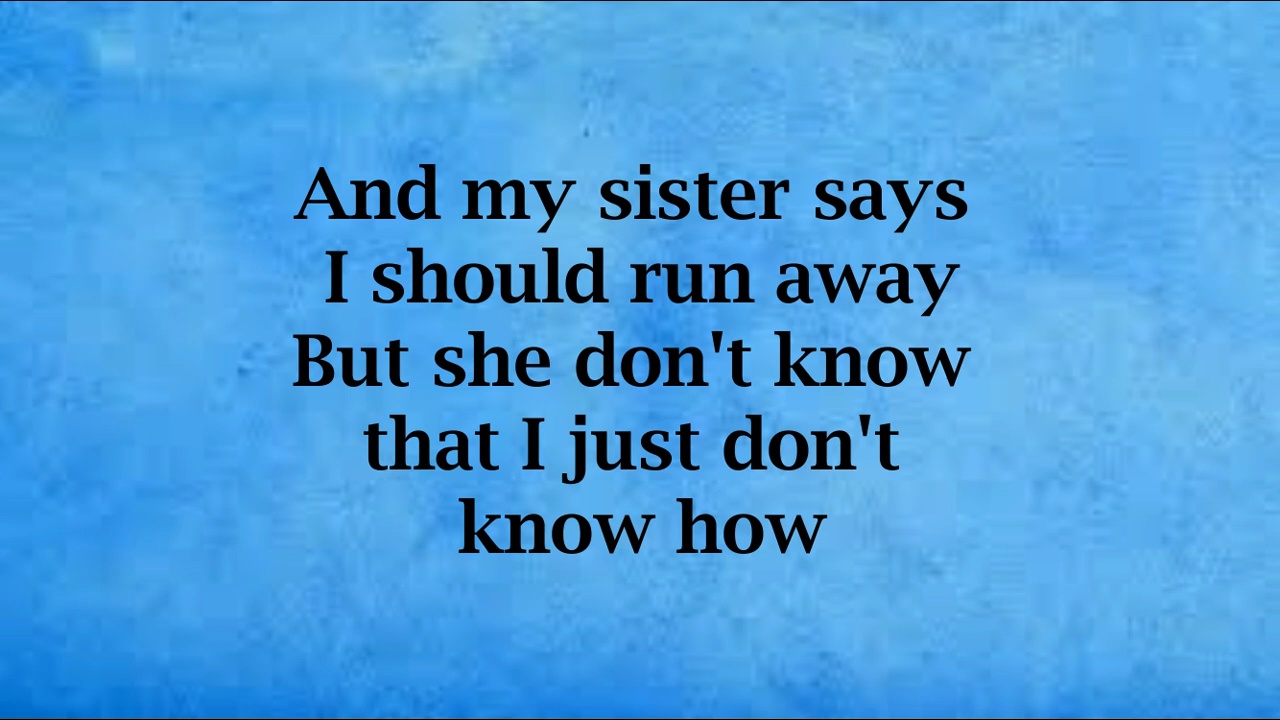 And my sister says
I should run away
But she don't know
that I just don't
know how